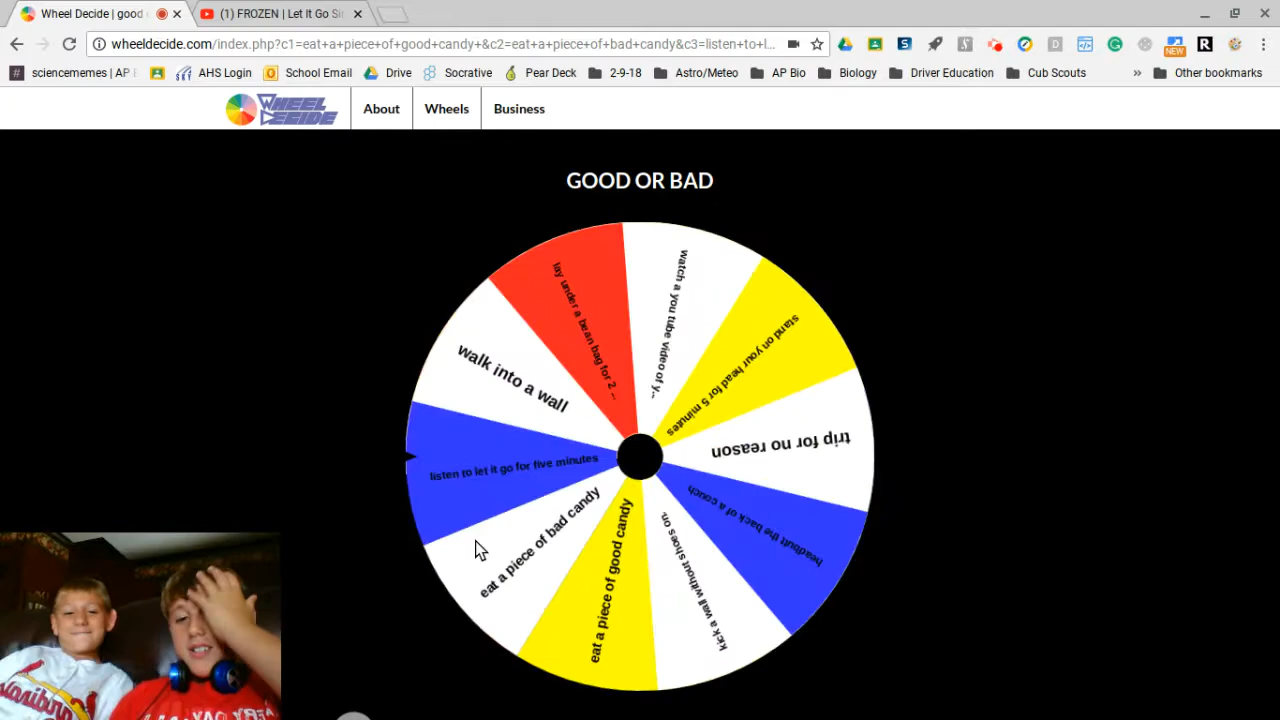 Wheel Decide | good
(1) FROZEN | Let It Go Si
wheeldecide.com/index.php?c1=eat+a+piece+of+good+candy+&c2=eat+a+piece+of+bad+candy&c3=listen+to+l...
NEW
sciencememes | AP E
AHS Login
School Email
Drive
Socrative
Pear Deck
2-9-18
Astro/Meteo
AP Bio
Biology
Driver Education
Cub Scouts
»
Other bookmarks
WHEEL
DECIDE
About
Wheels
Business
GOOD OR BAD
watch a you tube video of y...
stand on your head for 5 minutes
trip for no reason
headbutt the back of a couch
kick a wall without shoes on.
eat a piece of good candy
eat a piece of bad candy
listen to let it go for five minutes
walk into a wall
lay under a bean bag for 2 ...